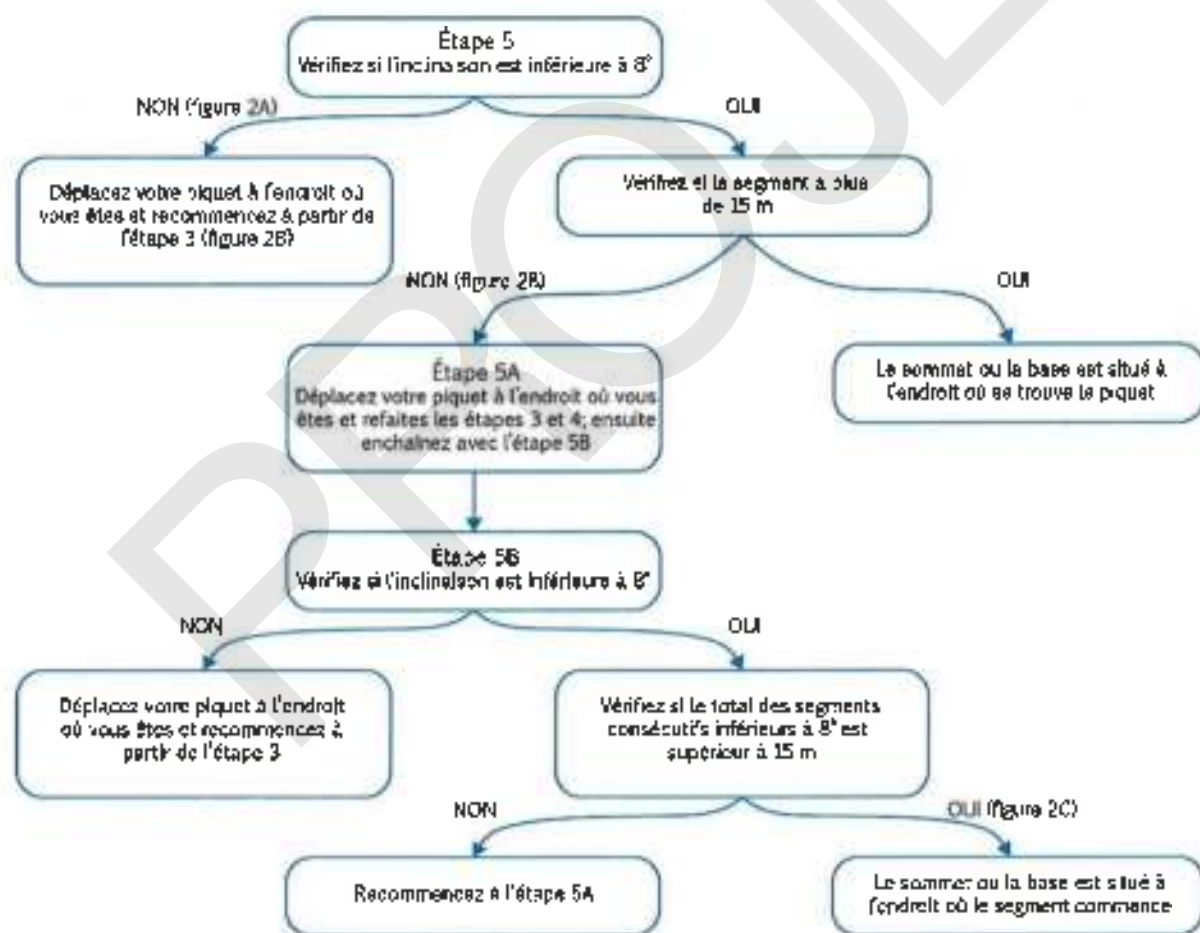 Étape 5
Vérifiez si l'inclinaison est inférieure à 8°
NON (figure 2A)
OUI
Déplacez votre piquet à l'endroit où
vous êtes et recommencez à partir de
l'étape 3 (figure 2B)
Vérifiez si le segment a plus
de 15 m
NON (figure 2B)
OUI
Étape 5A
Déplacez votre piquet à l'endroit où vous
êtes et refaites les étapes 3 et 4; ensuite
enchaînez avec l'étape 5B
Le sommet ou la base est situé à
l'endroit où se trouve le piquet
Étape 5B
Vérifiez si l'inclinaison est inférieure à 8°
NON
OUI
Déplacez votre piquet à l'endroit
où vous êtes et recommencez à
partir de l'étape 3
Vérifiez si le total des segments
consécutifs inférieurs à 8° est
supérieur à 15 m
NON
OUI (figure 2C)
Recommencez à l'étape 5A
Le sommet ou la base est situé à
l'endroit où le segment commence
PROJE